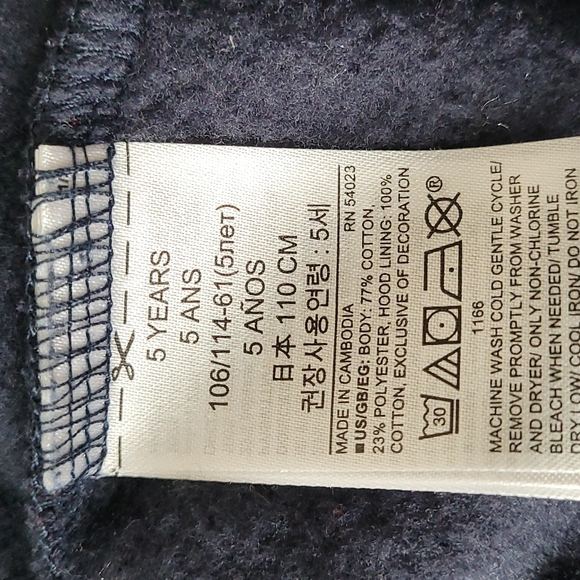 5 YEARS
5 ANS
106/114-61(5лет)
5 AÑOS
日本 110 CM
권장사용연령 : 5세
RN 54023
MADE IN CAMBODIA
■US/GB/EG: BODY: 77% COTTON,
23% POLYESTER, HOOD LINING: 100%
COTTON, EXCLUSIVE OF DECORATION
30
®
1166
MACHINE WASH COLD GENTLE CYCLE/
REMOVE PROMPTLY FROM WASHER
AND DRYER/ ONLY NON-CHLORINE
BLEACH WHEN NEEDED/ TUMBLE
DRY LOW/ COOL IRON/ DO NOT IRON